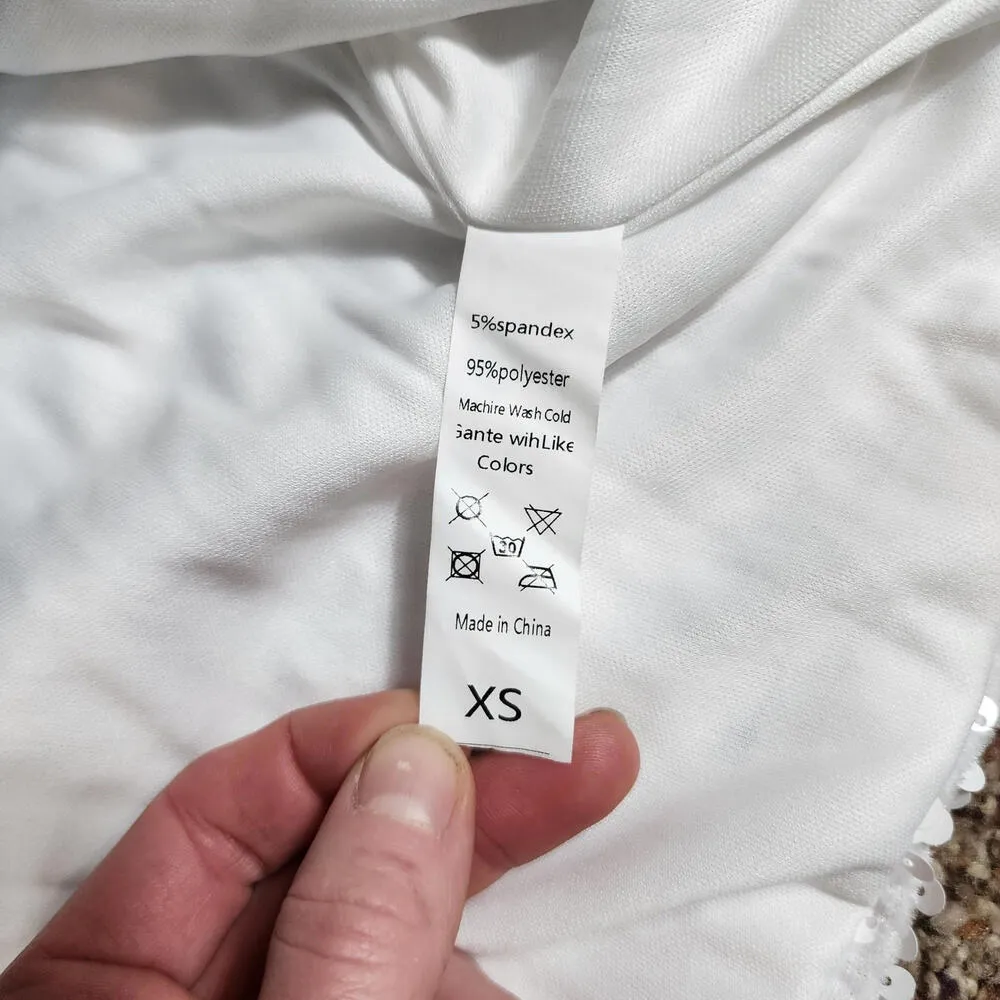 5%spandex
95%polyester
Machire Wash Cold
Gante wihLike
Colors
30
Made in China
XS